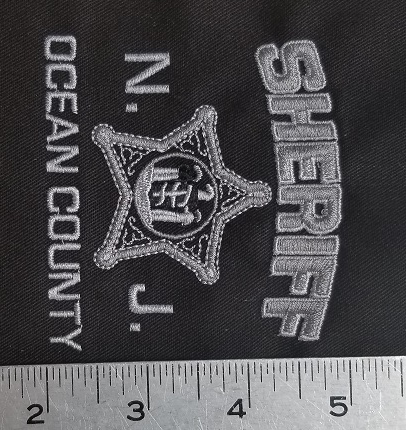 SHERIFF
N. J.
OCEAN COUNTY
2 3 4 5